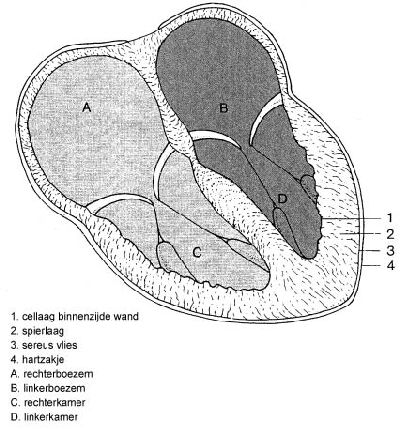 A
B
D
C
1
2
3
4
1. cellaag binnenzijde wand
2. spierlaag
3. sereus vlies
4. hartzakje
A. rechterboezem
B. linkerboezem
C. rechterkamer
D. linkerkamer